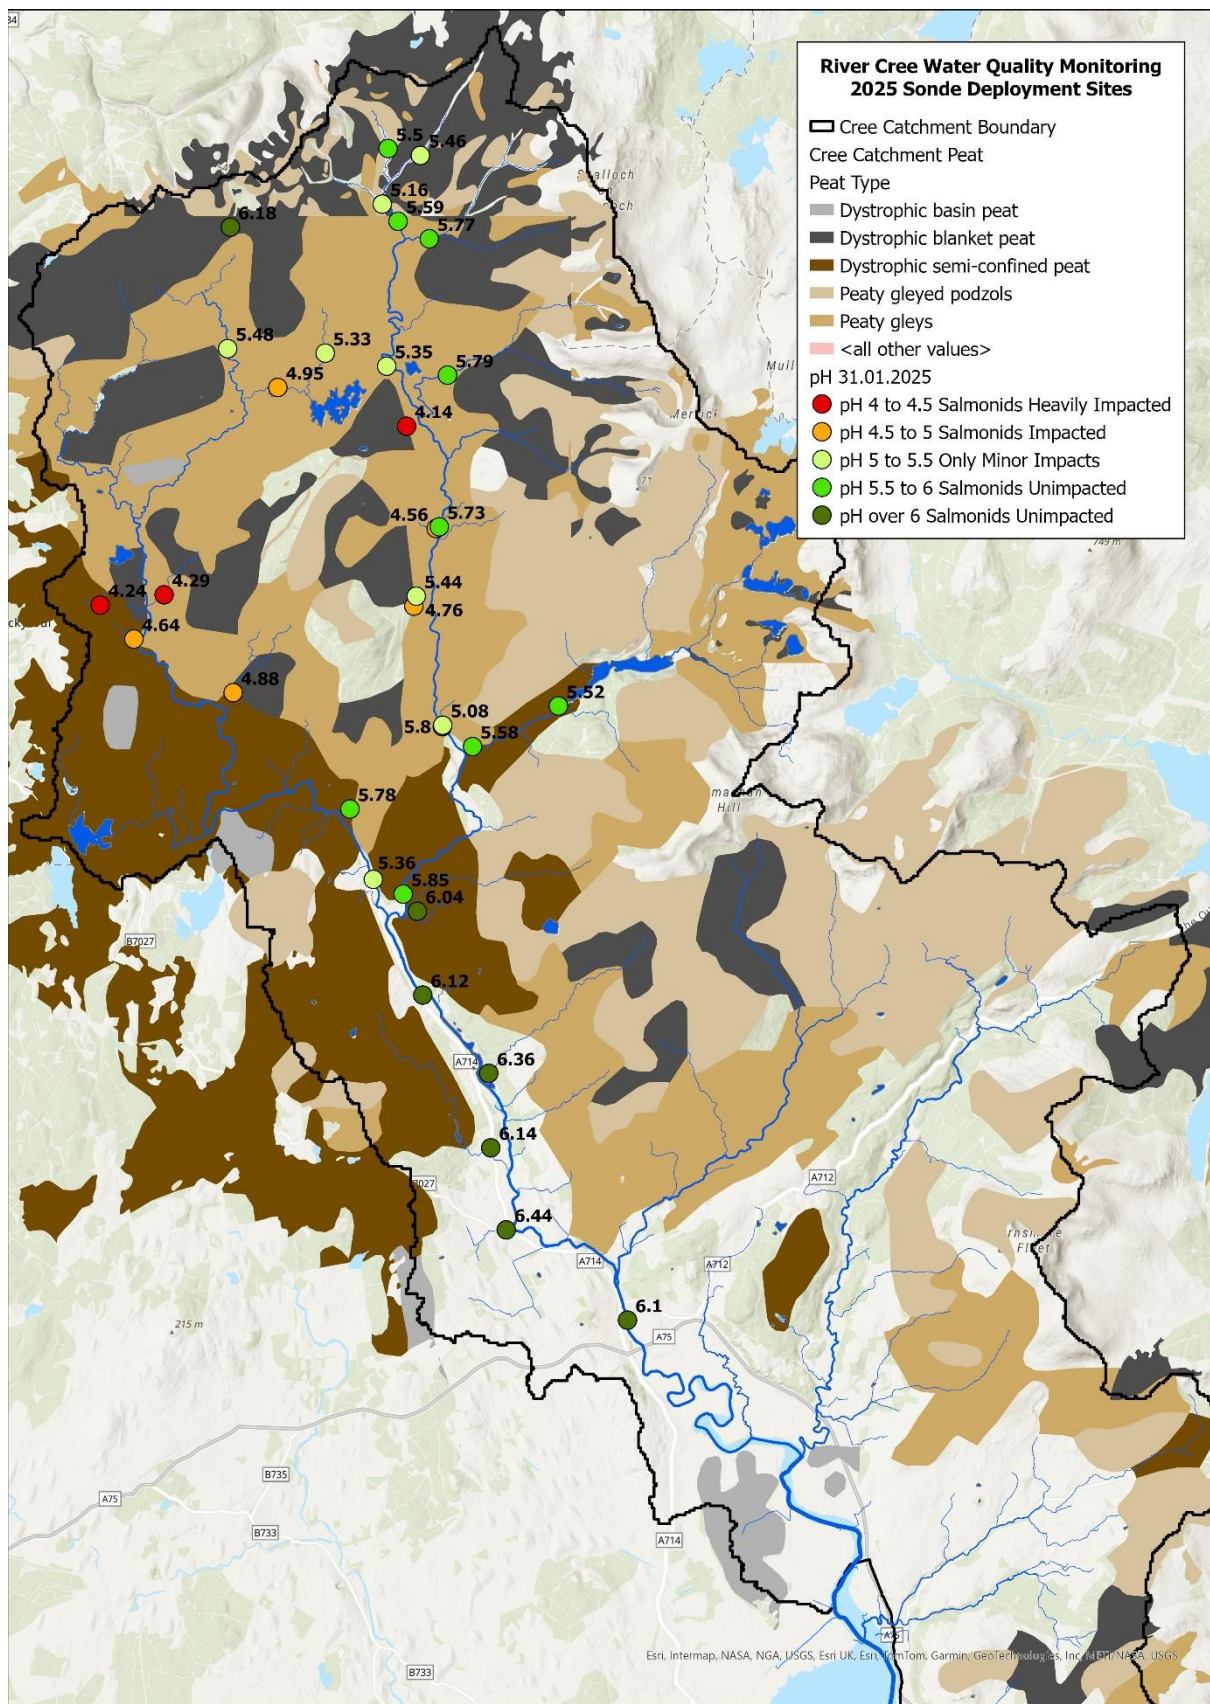 River Cree Water Quality Monitoring
2025 Sonde Deployment Sites
Cree Catchment Boundary
Cree Catchment Peat
Peat Type
Dystrophic basin peat
Dystrophic blanket peat
Dystrophic semi-confined peat
Peaty gleyed podzols
Peaty gleys
<all other values>
pH 31.01.2025
pH 4 to 4.5 Salmonids Heavily Impacted
pH 4.5 to 5 Salmonids Impacted
pH 5 to 5.5 Only Minor Impacts
pH 5.5 to 6 Salmonids Unimpacted
pH over 6 Salmonids Unimpacted
5.5
5.46
5.16
5.59
6.18
5.77
5.48
5.33
5.35
5.79
4.95
4.14
Merrick
4.56
5.73
749 m
4.29
4.24
5.44
4.76
4.64
4.88
5.52
5.08
5.8
5.58
5.78
Hill
5.36
5.85
6.04
B7027
6.12
A714
6.36
6.14
A712
6.44
A714
A712
6.1
A75
215 m
B735
A75
B733
A714
A75
B733
Esri, Intermap, NASA, NGA, USGS, Esri UK, Esri, TomTom, Garmin, GeoTechnologies, Inc, METI/NASA, USGS